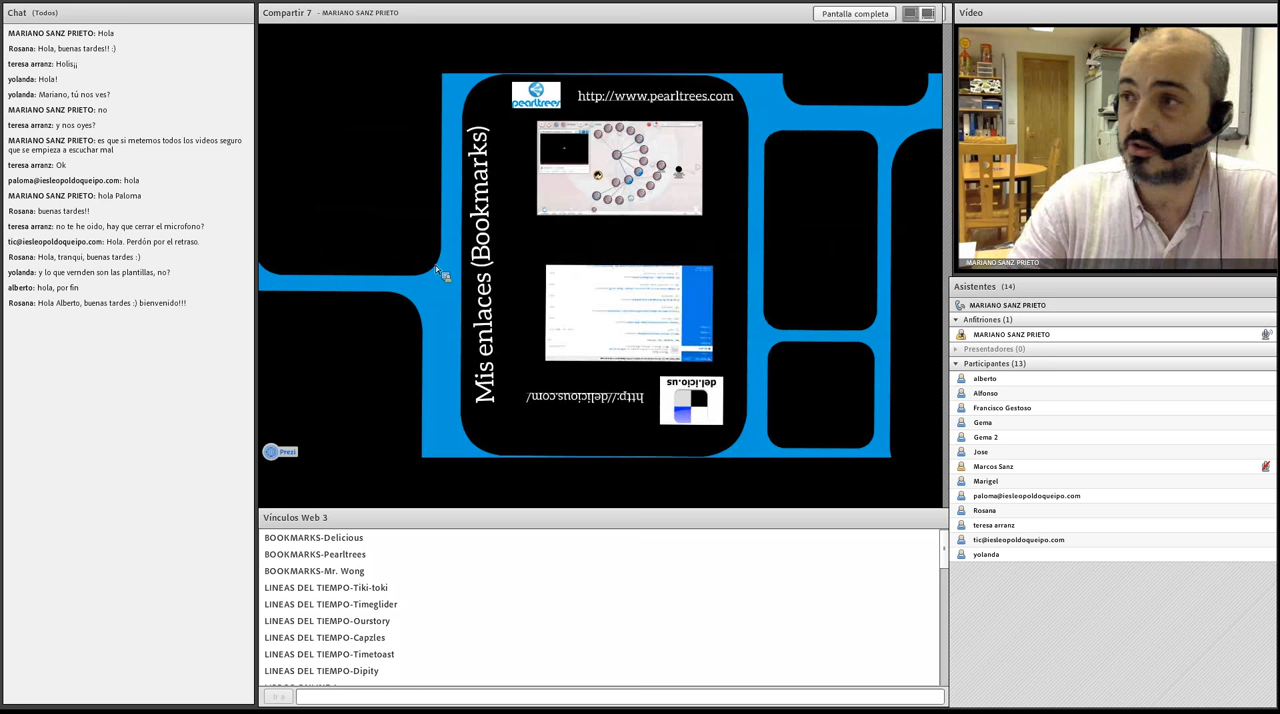 Chat (Todos)
MARIANO SANZ PRIETO: Hola
Rosana: Hola, buenas tardes!! :)
teresa arranz: Holis¡¡
yolanda: Hola!
yolanda: Mariano, tú nos ves?
MARIANO SANZ PRIETO: no
teresa arranz: y nos oyes?
MARIANO SANZ PRIETO: es que si metemos todos los videos seguro
que se empieza a escuchar mal
teresa arranz: Ok
paloma@iesleopoldoqueipo.com: hola
MARIANO SANZ PRIETO: hola Paloma
Rosana: buenas tardes!!
teresa arranz: no te he oido, hay que cerrar el microfono?
tic@iesleopoldoqueipo.com: Hola. Perdón por el retraso.
Rosana: Hola, tranqui, buenas tardes :)
yolanda: y lo que vernden son las plantillas, no?
alberto: hola, por fin
Rosana: Hola Alberto, buenas tardes :) bienvenido!!!
Compartir 7 - MARIANO SANZ PRIETO
Pantalla completa
pearltrees
http://www.pearltrees.com
Mis enlaces (Bookmarks)
http://delicious.com/
del.icio.us
Prezi
Vínculos Web 3
BOOKMARKS-Delicious
BOOKMARKS-Pearltrees
BOOKMARKS-Mr. Wong
LINEAS DEL TIEMPO-Tiki-toki
LINEAS DEL TIEMPO-Timeglider
LINEAS DEL TIEMPO-Ourstory
LINEAS DEL TIEMPO-Capzles
LINEAS DEL TIEMPO-Timetoast
LINEAS DEL TIEMPO-Dipity
Ir a
Vídeo
MARIANO SANZ PRIETO
Asistentes (14)
MARIANO SANZ PRIETO
Anfitriones (1)
MARIANO SANZ PRIETO
Presentadores (0)
Participantes (13)
alberto
Alfonso
Francisco Gestoso
Gema
Gema 2
Jose
Marcos Sanz
Marigel
paloma@iesleopoldoqueipo.com
Rosana
teresa arranz
tic@iesleopoldoqueipo.com
yolanda